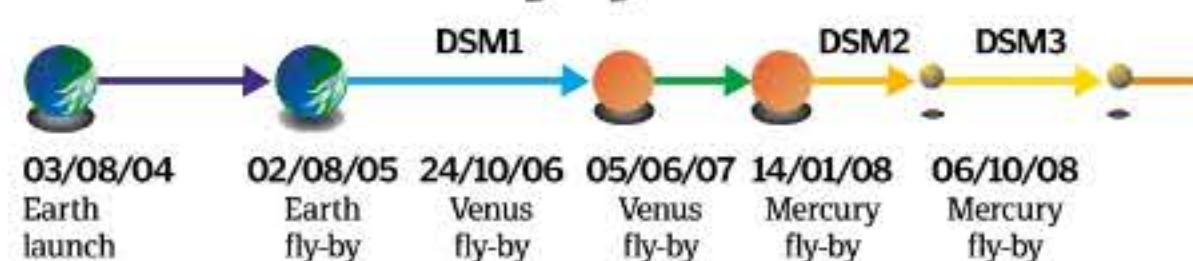 DSM1 DSM2 DSM3
03/08/04 02/08/05 24/10/06 05/06/07 14/01/08 06/10/08
Earth Earth Venus Venus Mercury Mercury
launch fly-by fly-by fly-by fly-by fly-by